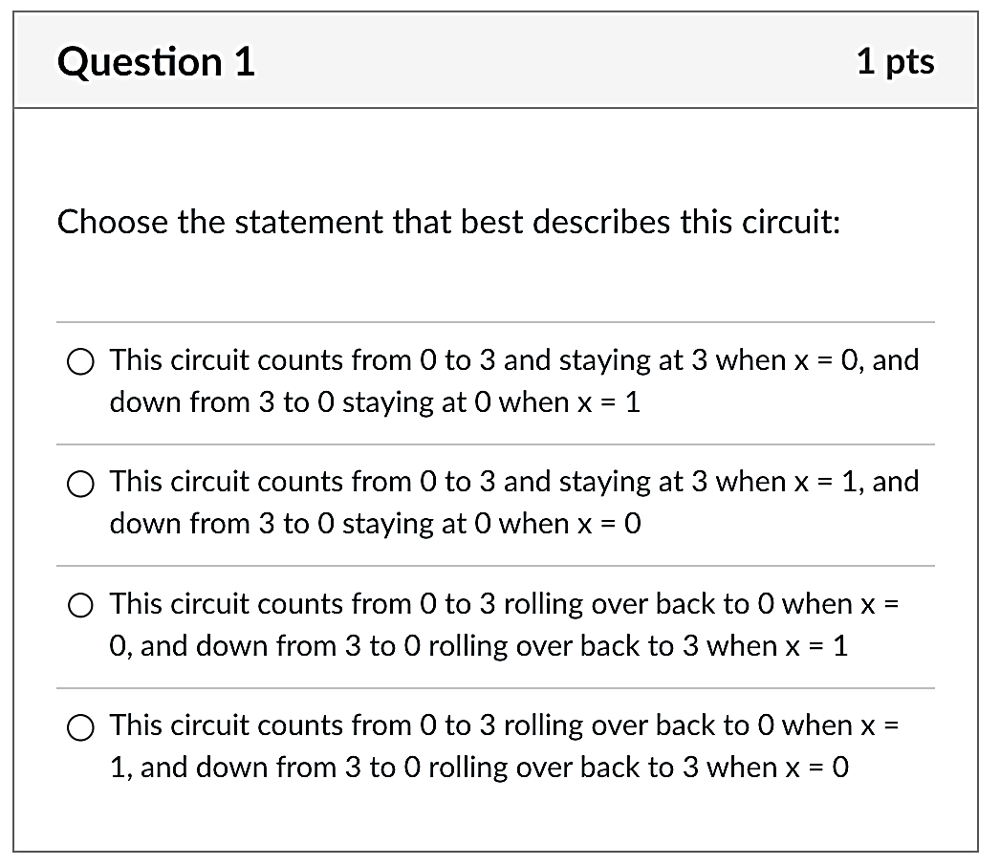 Question 1
1 pts
Choose the statement that best describes this circuit:
This circuit counts from 0 to 3 and staying at 3 when x = 0, and
down from 3 to 0 staying at 0 when x = 1
This circuit counts from 0 to 3 and staying at 3 when x = 1, and
down from 3 to 0 staying at 0 when x = 0
This circuit counts from 0 to 3 rolling over back to 0 when x =
0, and down from 3 to 0 rolling over back to 3 when x = 1
This circuit counts from 0 to 3 rolling over back to 0 when x =
1, and down from 3 to 0 rolling over back to 3 when x = 0